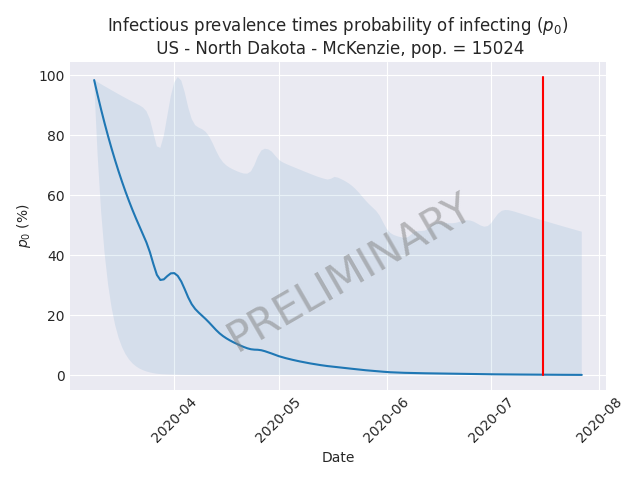 Infectious prevalence times probability of infecting (p₀)
US - North Dakota - McKenzie, pop. = 15024
100
80
60
40
20
0
p₀ (%)
PRELIMINARY
2020-04
2020-05
2020-06
2020-07
2020-08
Date